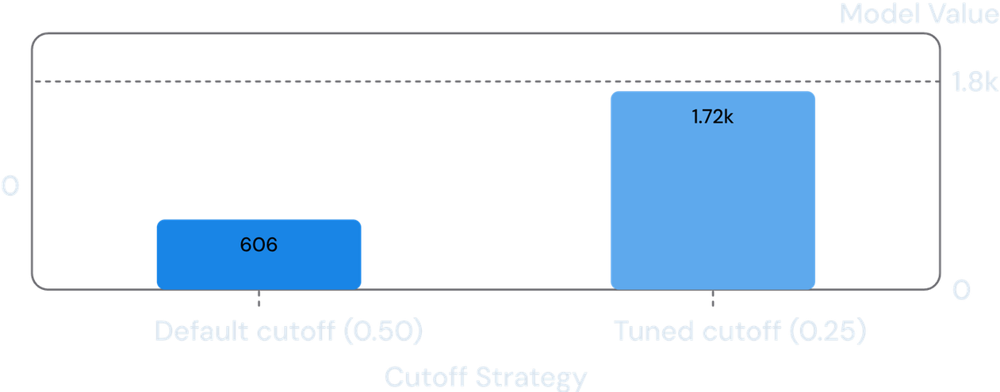 Model Value
1.8k
1.72k
0
606
0
Default cutoff (0.50)
Tuned cutoff (0.25)
Cutoff Strategy